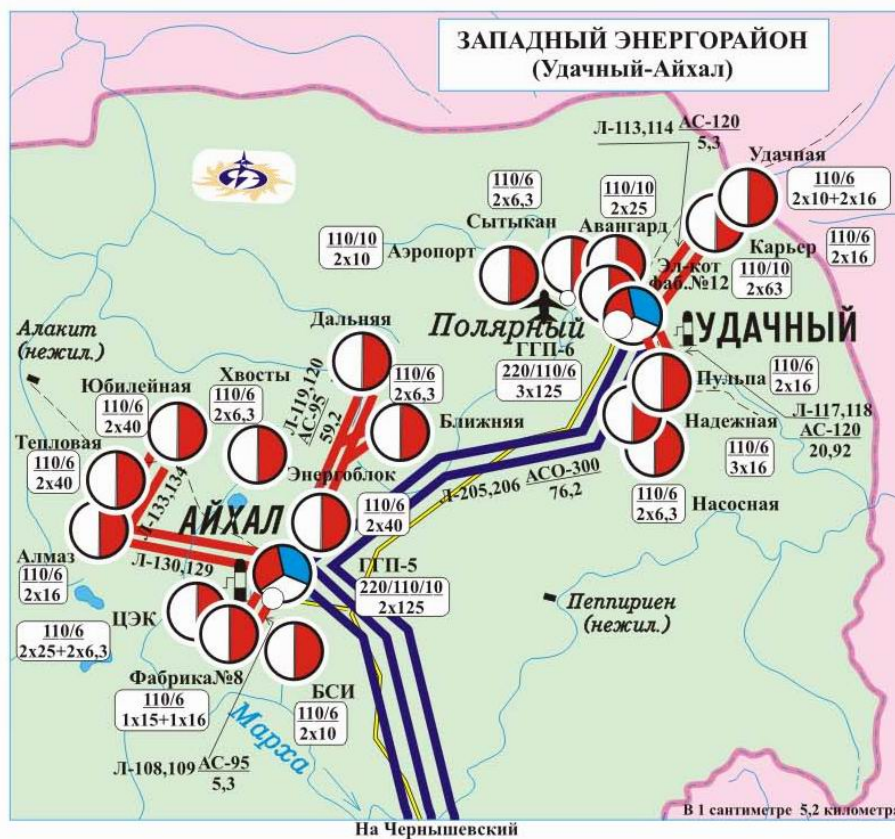 ЗАПАДНЫЙ ЭНЕРГОРАЙОН
(Удачный-Айхал)
Л-113,114 АС-120
5,3
Удачная
110/6
2х10+2х16
110/6
2х6,3
Сытыкан
110/10
2х25
Авангард
110/10
2х10
Аэропорт
Карьер
110/6
2х16
Эл-кот
фаб.№12
110/10
2х63
Полярный
УДАЧНЫЙ
ГГП-6
220/110/6
3х125
Дальняя
Алакит
(нежил.)
Юбилейная
110/6
2х40
Хвосты
110/6
2х6,3
Л-119,120
АС-95
59,2
110/6
2х6,3
Ближняя
Пульпа
110/6
2х16
Л-117,118
АС-120
20,92
Надежная
110/6
3х16
Насосная
110/6
2х6,3
Тепловая
110/6
2х40
Л-133,134
Энергоблок
110/6
2х40
Л-205,206 АСО-300
76,2
АЙХАЛ
Алмаз
110/6
2х16
Л-130,129
ГГП-5
220/110/10
2х125
ЦЭК
110/6
2х25+2х6,3
Пеппириен
(нежил.)
Фабрика№8
110/6
1х15+1х16
БСИ
110/6
2х10
Марха
Л-108,109 АС-95
5,3
В 1 сантиметре 5,2 километра
На Чернышевский